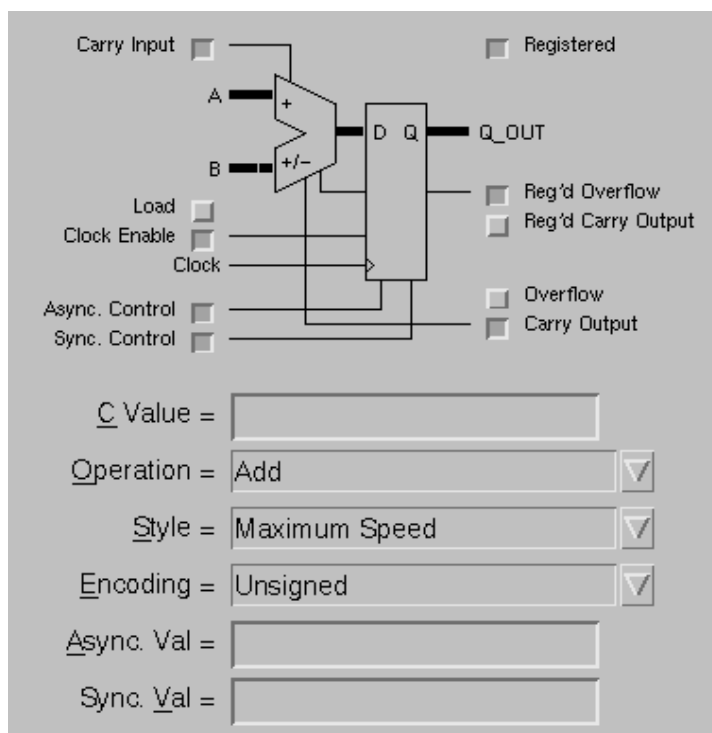 Carry Input
Registered
A
+
D Q
Q_OUT
B
+/−
Reg'd Overflow
Load
Reg'd Carry Output
Clock Enable
Clock
Overflow
Async. Control
Carry Output
Sync. Control
C Value =
Operation = Add
Style = Maximum Speed
Encoding = Unsigned
Async. Val =
Sync. Val =